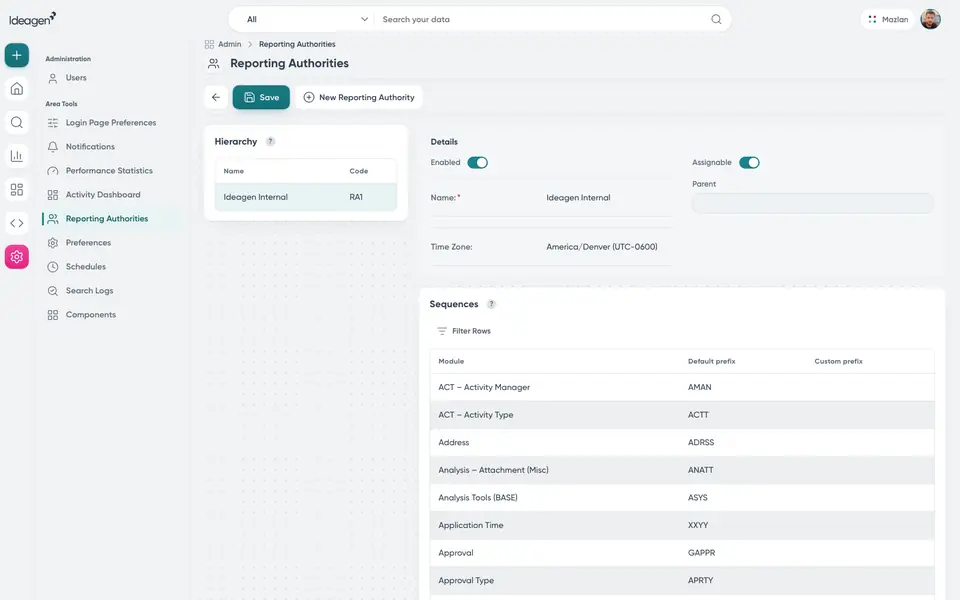 Ideagen
All
Search your data
Mazlan
Administration
Users
Area Tools
Login Page Preferences
Notifications
Performance Statistics
Activity Dashboard
Reporting Authorities
Preferences
Schedules
Search Logs
Components
Admin > Reporting Authorities
Reporting Authorities
Save
New Reporting Authority
Hierarchy ?
Name Code
Ideagen Internal RA1
Details
Enabled
Assignable
Parent
Name: * Ideagen Internal
Time Zone: America/Denver (UTC-0600)
Sequences ?
Filter Rows
Module Default prefix Custom prefix
ACT – Activity Manager AMAN
ACT – Activity Type ACTT
Address ADRSS
Analysis – Attachment (Misc) ANATT
Analysis Tools (BASE) ASYS
Application Time XXYY
Approval GAPPR
Approval Type APRTY